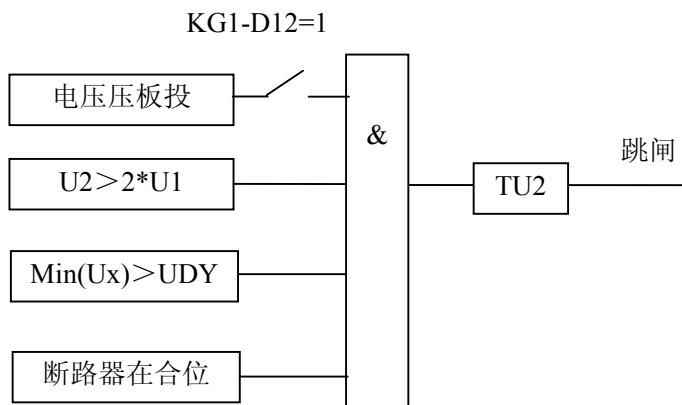 KG1-D12=1
电压压板投
&
跳闸
U2＞2*U1
TU2
Min(Ux)＞UDY
断路器在合位